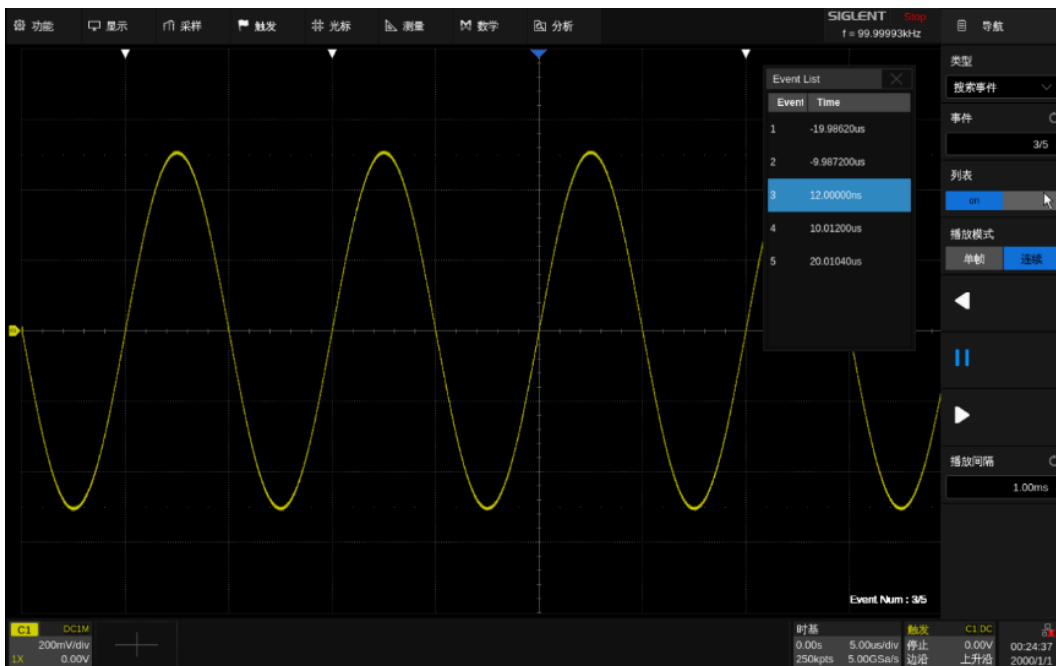 功能 显示 采样 触发 光标 测量 数学 分析
SIGLENT Stop
f = 99.99993kHz
导航
类型
搜索事件
事件
3/5
列表
on
播放模式
单帧 连续
播放间隔
1.00ms
Event List
Event Time
1 -19.98620us
2 -9.987200us
3 12.00000ns
4 10.01200us
5 20.01040us
Event Num : 3/5
C1 DC1M
200mV/div
1X 0.00V
时基
0.00s 5.00us/div
250kpts 5.00GSa/s
触发 C1 DC
停止 0.00V
边沿 上升沿
00:24:37
2000/1/1